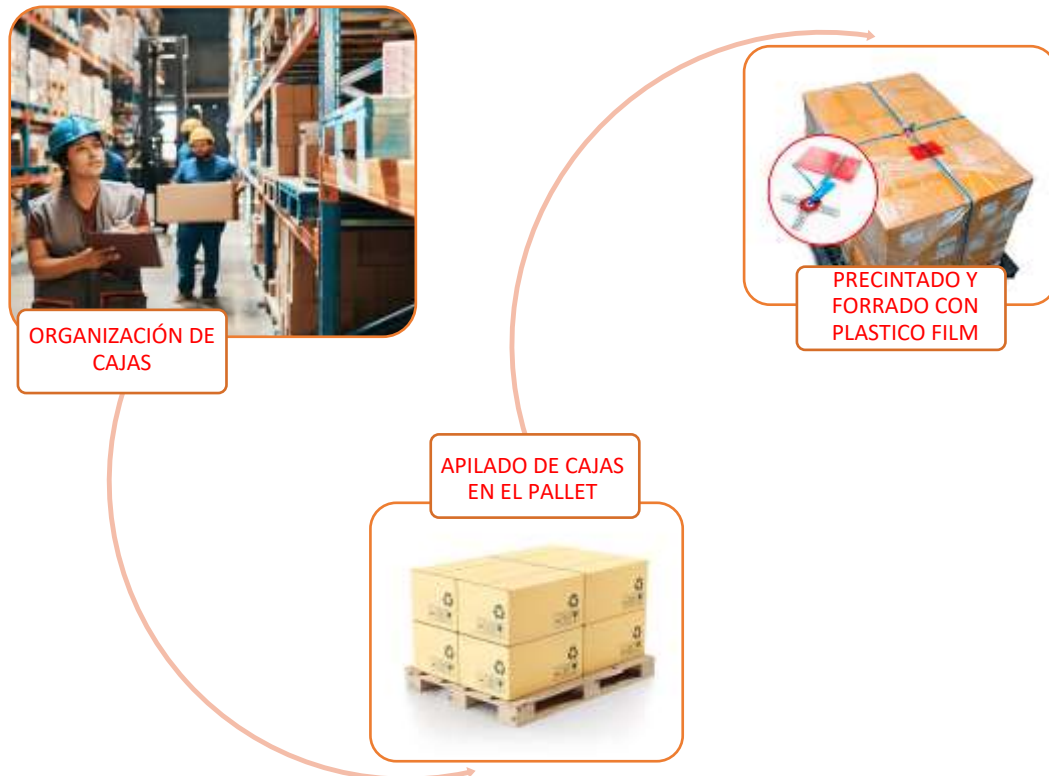 ORGANIZACIÓN DE
CAJAS
APILADO DE CAJAS
EN EL PALLET
PRECINTADO Y
FORRADO CON
PLASTICO FILM